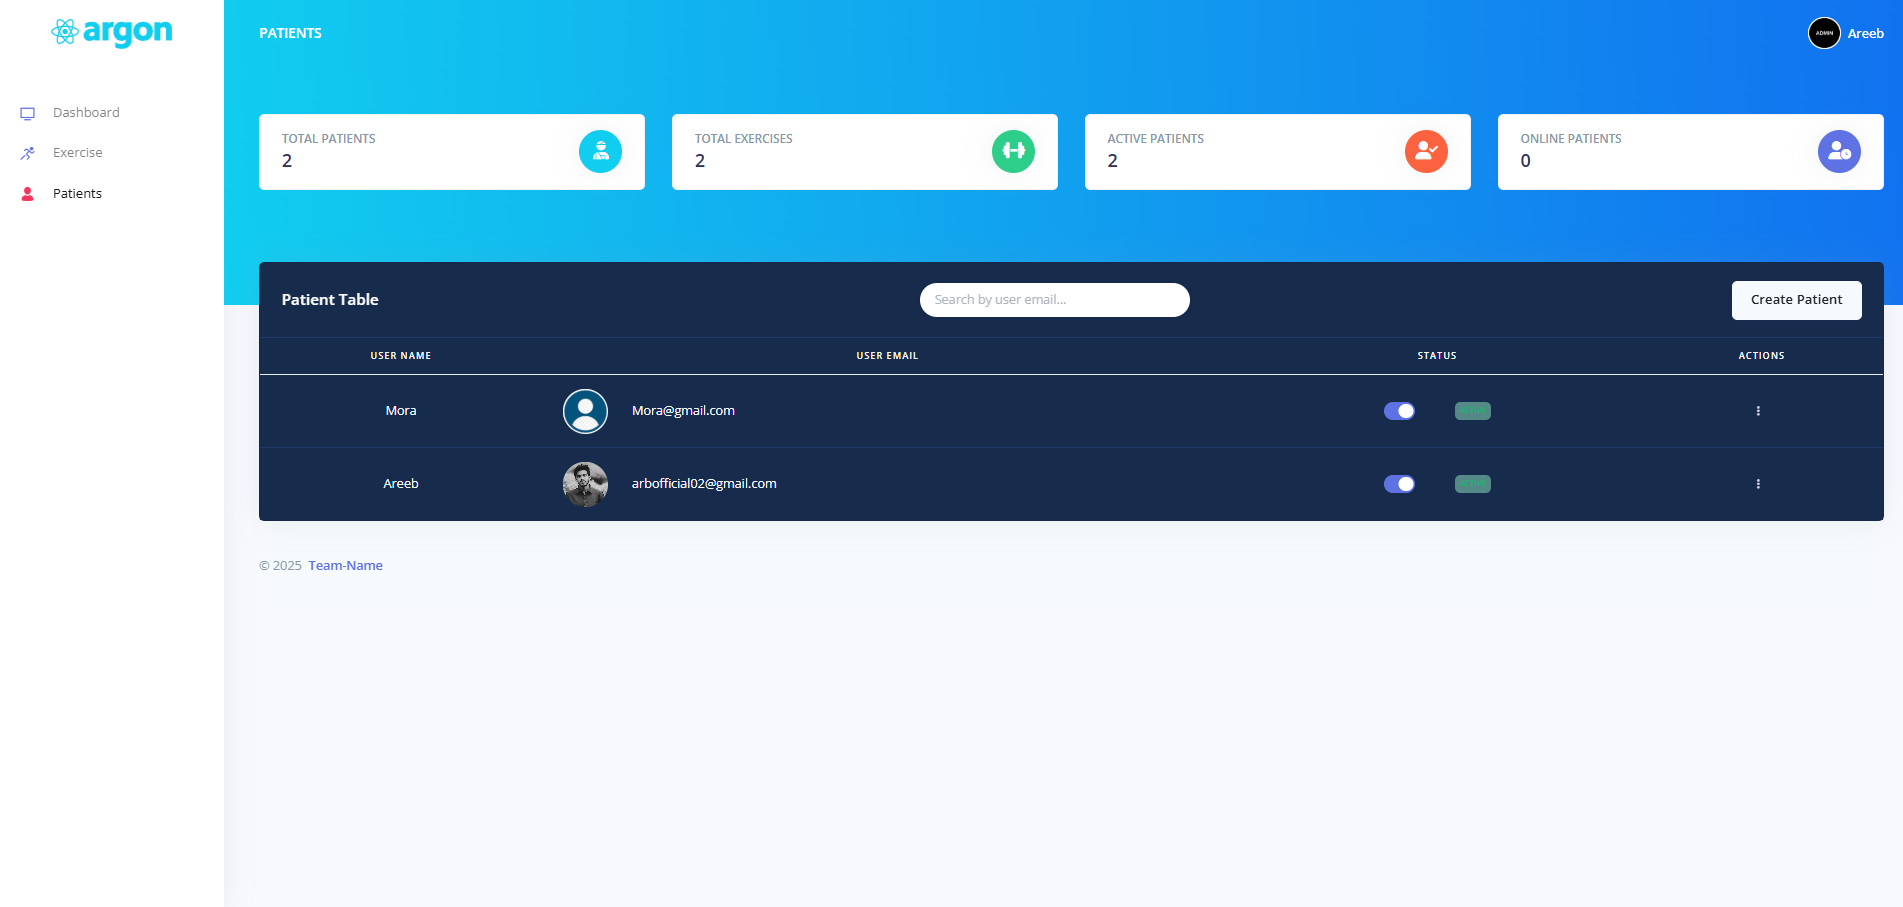 argon
PATIENTS
ADMIN
Areeb
Dashboard
Exercise
Patients
TOTAL PATIENTS
2
TOTAL EXERCISES
2
ACTIVE PATIENTS
2
ONLINE PATIENTS
0
Patient Table
Search by user email...
Create Patient
USER NAME
USER EMAIL
STATUS
ACTIONS
Mora
Mora@gmail.com
ACTIVE
Areeb
arbofficial02@gmail.com
ACTIVE
© 2025 Team-Name